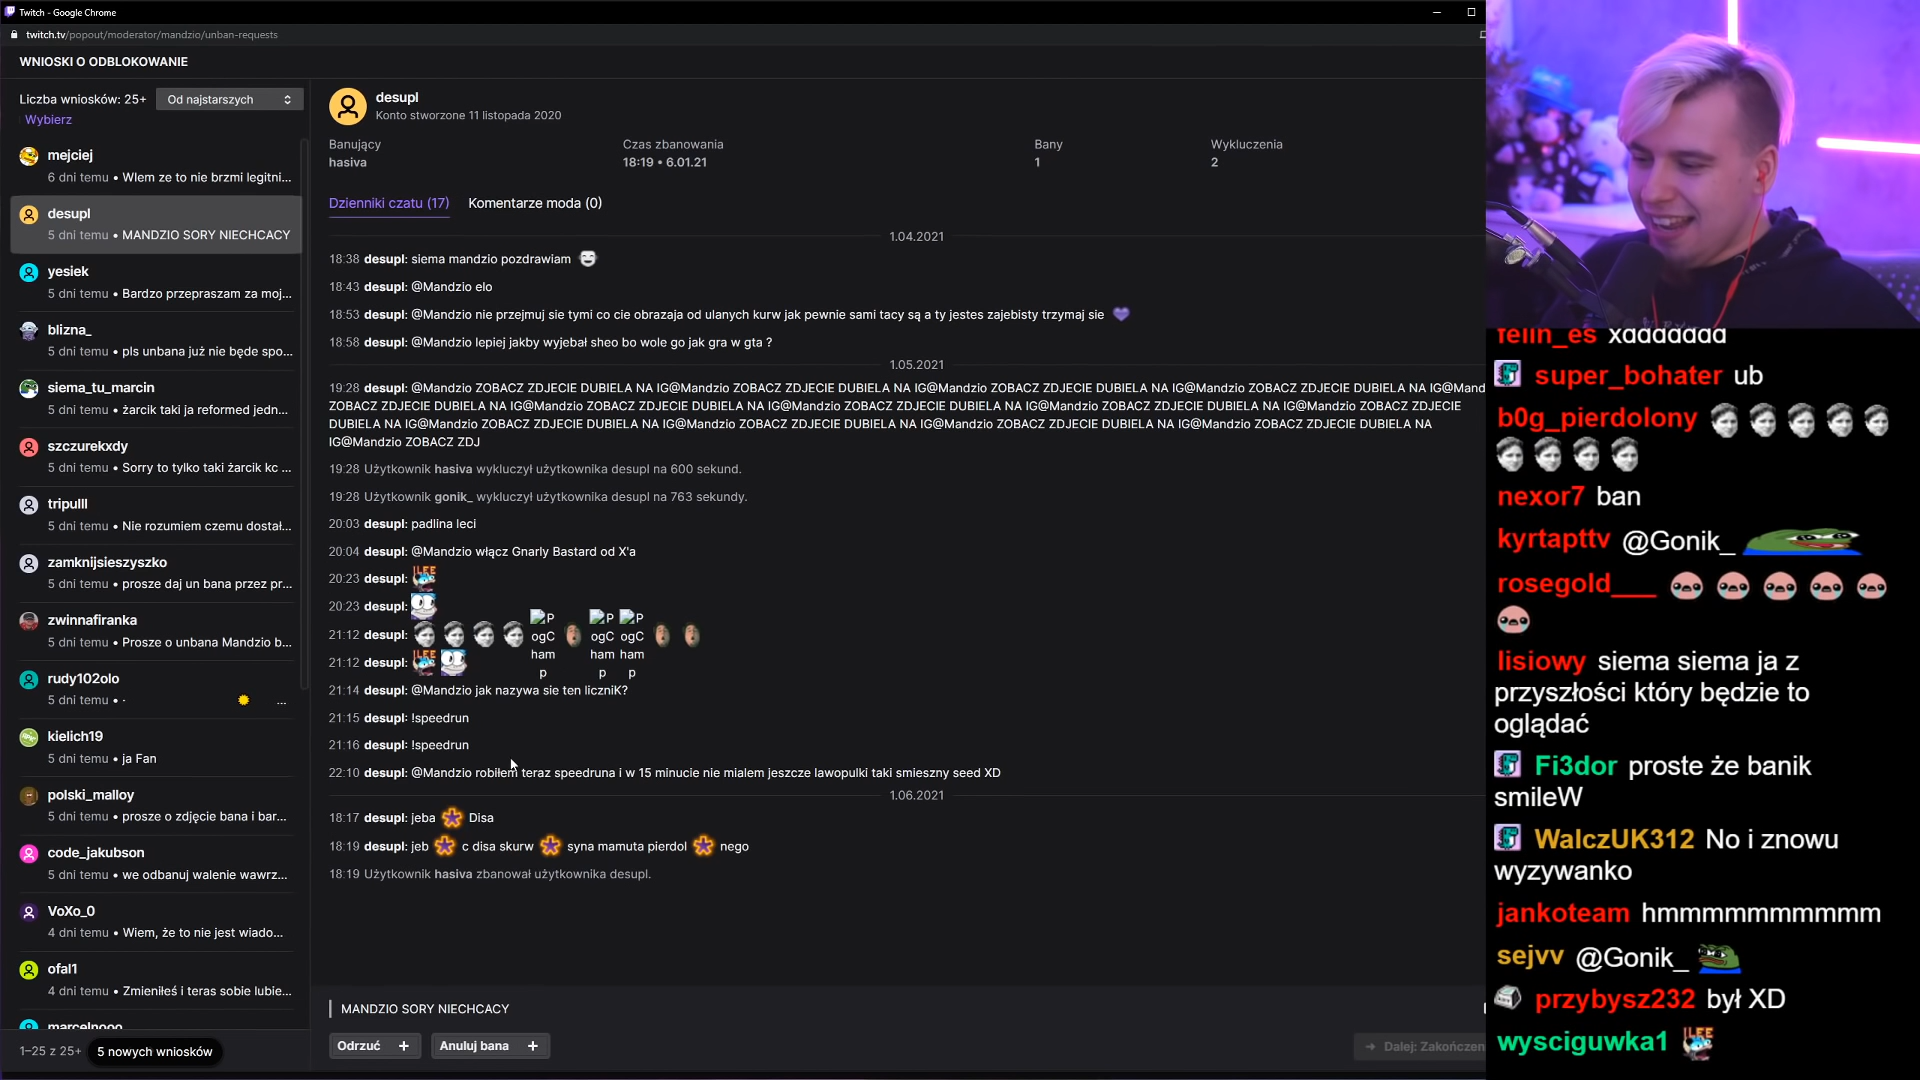 Twitch - Google Chrome
twitch.tv/popout/moderator/mandzio/unban-requests
WNIOSKI O ODBLOKOWANIE
Liczba wniosków: 25+
Od najstarszych
Wybierz
mejciej
6 dni temu • WIem ze to nie brzmi legitni...
desupl
5 dni temu • MANDZIO SORY NIECHCACY
yesiek
5 dni temu • Bardzo przepraszam za moj...
blizna_
5 dni temu • pls unbana już nie będe spo...
siema_tu_marcin
5 dni temu • żarcik taki ja reformed jedn...
szczurekxdy
5 dni temu • Sorry to tylko taki żarcik kc ...
tripulll
5 dni temu • Nie rozumiem czemu dostał...
zamknijsieszyszko
5 dni temu • prosze daj un bana przez pr...
zwinnafiranka
5 dni temu • Prosze o unbana Mandzio b...
rudy102olo
5 dni temu • · ...
kielich19
5 dni temu • ja Fan
polski_malloy
5 dni temu • prosze o zdjęcie bana i bar...
code_jakubson
5 dni temu • we odbanuj walenie wawrz...
VoXo_0
4 dni temu • Wiem, że to nie jest wiado...
ofal1
4 dni temu • Zmieniłeś i teras sobie lubie...
marcelnooo
1–25 z 25+
5 nowych wniosków
desupl
Konto stworzone 11 listopada 2020
Banujący
hasiva
Czas zbanowania
18:19 • 6.01.21
Bany
1
Wykluczenia
2
Dzienniki czatu (17)
Komentarze moda (0)
1.04.2021
18:38 desupl: siema mandzio pozdrawiam
18:43 desupl: @Mandzio elo
18:53 desupl: @Mandzio nie przejmuj sie tymi co cie obrazaja od ulanych kurw jak pewnie sami tacy są a ty jestes zajebisty trzymaj sie
18:58 desupl: @Mandzio lepiej jakby wyjebał sheo bo wole go jak gra w gta ?
1.05.2021
19:28 desupl: @Mandzio ZOBACZ ZDJECIE DUBIELA NA IG@Mandzio ZOBACZ ZDJECIE DUBIELA NA IG@Mandzio ZOBACZ ZDJECIE DUBIELA NA IG@Mandzio ZOBACZ ZDJECIE DUBIELA NA IG@Mand
ZOBACZ ZDJECIE DUBIELA NA IG@Mandzio ZOBACZ ZDJECIE DUBIELA NA IG@Mandzio ZOBACZ ZDJECIE DUBIELA NA IG@Mandzio ZOBACZ ZDJECIE DUBIELA NA IG@Mandzio ZOBACZ ZDJECIE
DUBIELA NA IG@Mandzio ZOBACZ ZDJECIE DUBIELA NA IG@Mandzio ZOBACZ ZDJECIE DUBIELA NA IG@Mandzio ZOBACZ ZDJECIE DUBIELA NA IG@Mandzio ZOBACZ ZDJECIE DUBIELA NA
IG@Mandzio ZOBACZ ZDJ
19:28 Użytkownik hasiva wykluczył użytkownika desupl na 600 sekund.
19:28 Użytkownik gonik_ wykluczył użytkownika desupl na 763 sekundy.
20:03 desupl: padlina leci
20:04 desupl: @Mandzio włącz Gnarly Bastard od X'a
20:23 desupl:
20:23 desupl:
21:12 desupl: PogChamp PogChamp PogChamp
21:12 desupl:
21:14 desupl: @Mandzio jak nazywa sie ten liczniK?
21:15 desupl: !speedrun
21:16 desupl: !speedrun
22:10 desupl: @Mandzio robiłem teraz speedruna i w 15 minucie nie mialem jeszcze lawopulki taki smieszny seed XD
1.06.2021
18:17 desupl: jeba Disa
18:19 desupl: jeb c disa skurw syna mamuta pierdol nego
18:19 Użytkownik hasiva zbanował użytkownika desupl.
MANDZIO SORY NIECHCACY
Odrzuć +
Anuluj bana +
Dalej: Zakończen
felin_es xddddddd
super_bohater ub
b0g_pierdolony
nexor7 ban
kyrtapttv @Gonik_
rosegold___
lisiowy siema siema ja z
przyszłości który będzie to
oglądać
Fi3dor proste że banik
smileW
WalczUK312 No i znowu
wyzywanko
jankoteam hmmmmmmmmmm
sejvv @Gonik_
przybysz232 był XD
wysciguwka1